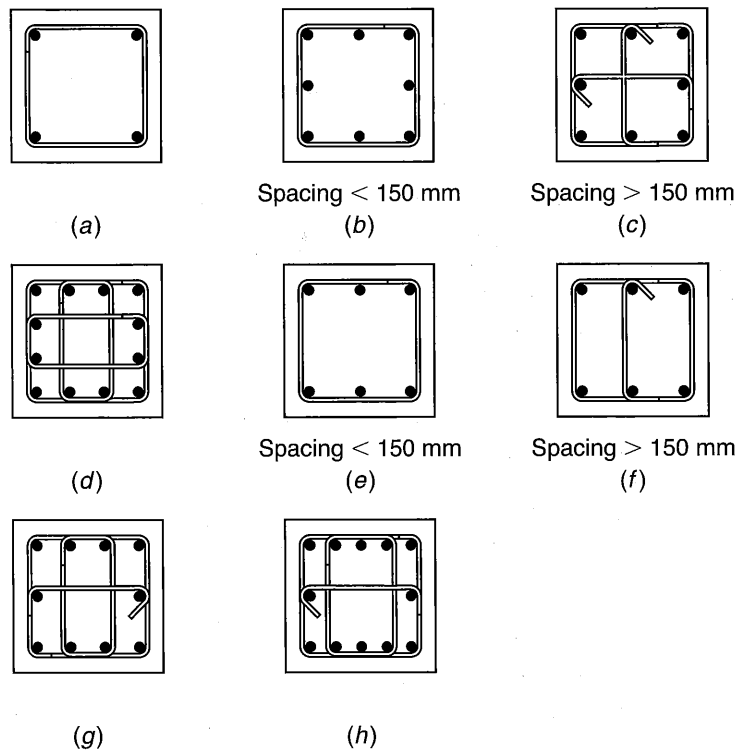 (a)
Spacing < 150 mm
(b)
Spacing > 150 mm
(c)
(d)
Spacing < 150 mm
(e)
Spacing > 150 mm
(f)
(g)
(h)